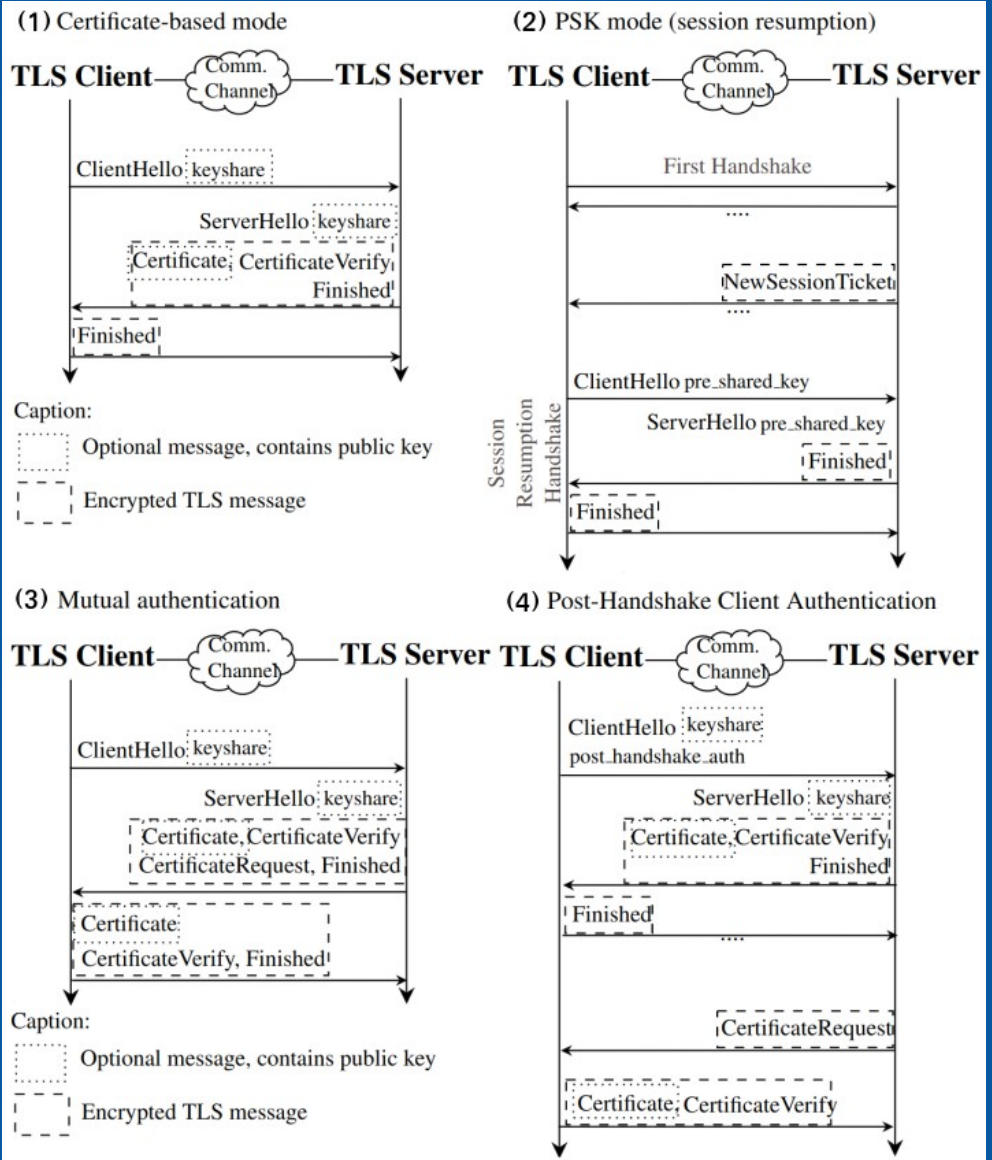 (1) Certificate-based mode
TLS Client
Comm.
Channel
TLS Server
ClientHello keyshare
ServerHello keyshare
Certificate, CertificateVerify
Finished
Finished
Caption:
Optional message, contains public key
Encrypted TLS message
(2) PSK mode (session resumption)
TLS Client
Comm.
Channel
TLS Server
First Handshake
....
NewSessionTicket
....
Session
Resumption
Handshake
ClientHello pre_shared_key
ServerHello pre_shared_key
Finished
Finished
(3) Mutual authentication
TLS Client
Comm.
Channel
TLS Server
ClientHello keyshare
ServerHello keyshare
Certificate, CertificateVerify
CertificateRequest, Finished
Certificate
CertificateVerify, Finished
Caption:
Optional message, contains public key
Encrypted TLS message
(4) Post-Handshake Client Authentication
TLS Client
Comm.
Channel
TLS Server
ClientHello keyshare
post_handshake_auth
ServerHello keyshare
Certificate, CertificateVerify
Finished
Finished
....
CertificateRequest
Certificate, CertificateVerify